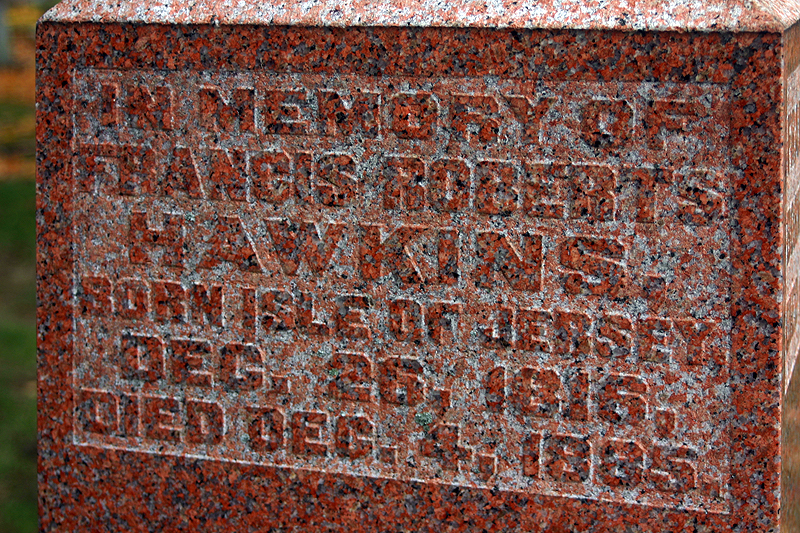 IN MEMORY OF
FRANCIS ROBERTS
HAWKINS,
BORN ISLE OF JERSEY,
DEC. 26, 1816,
DIED DEC. 4, 1885.